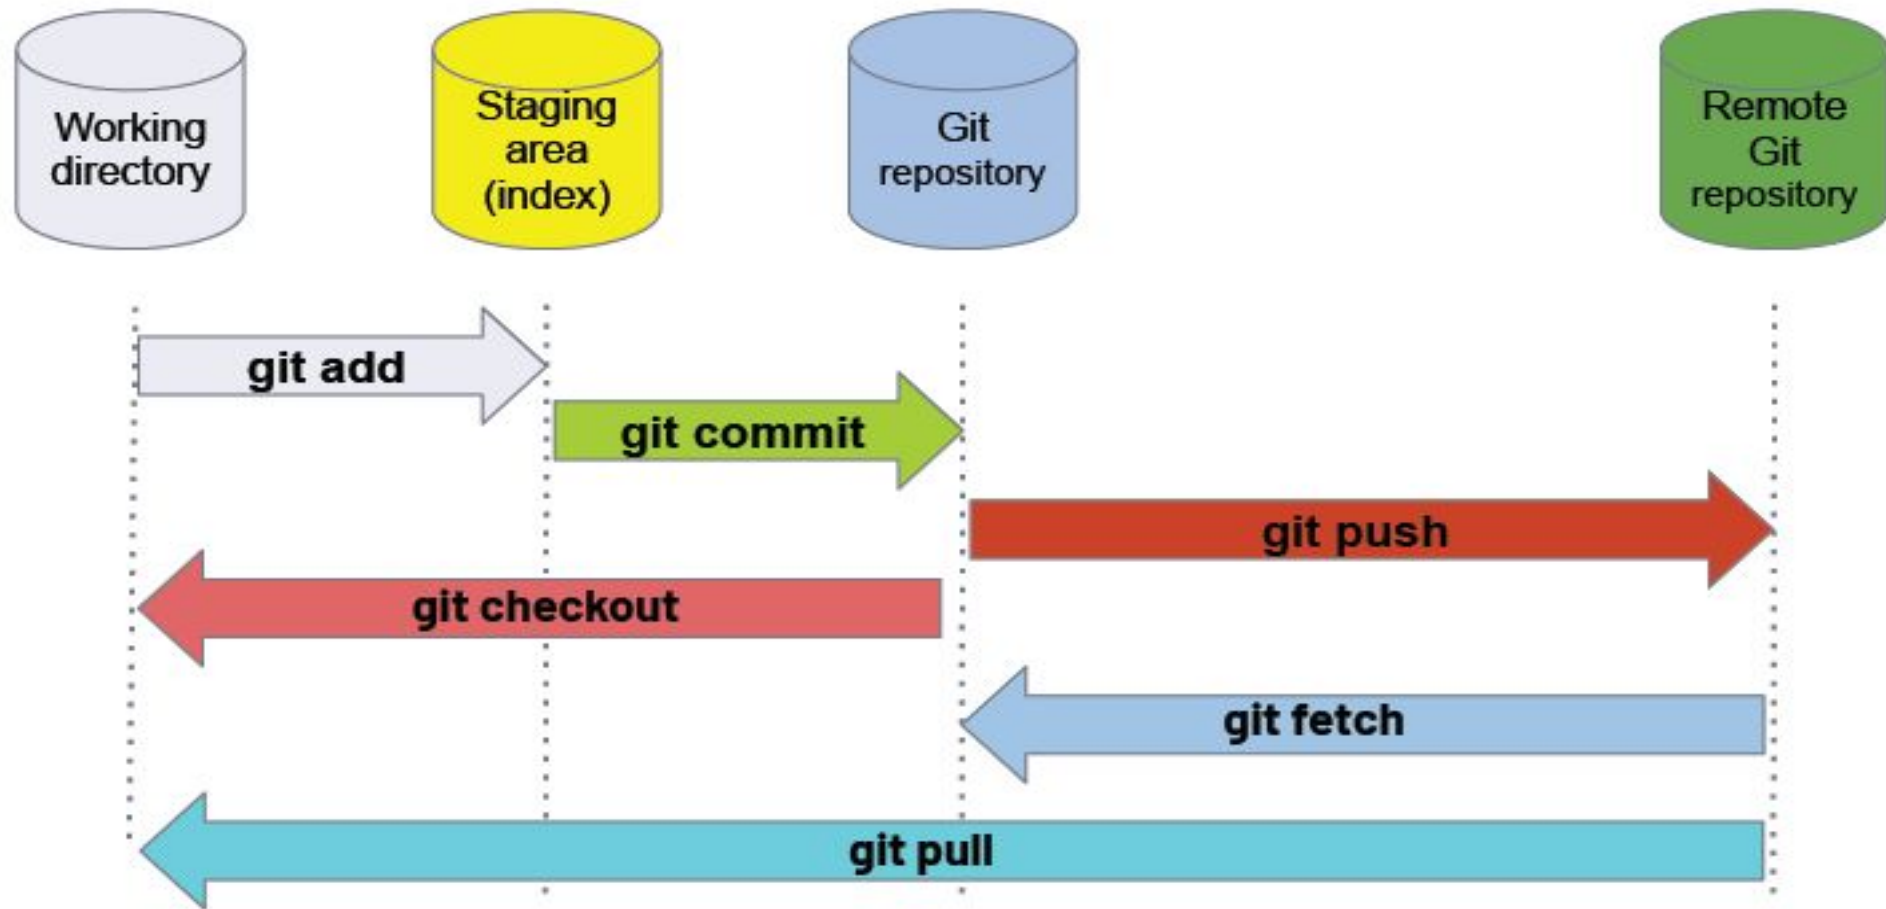 Working
directory
Staging
area
(index)
Git
repository
Remote
Git
repository
git add
git commit
git push
git checkout
git fetch
git pull